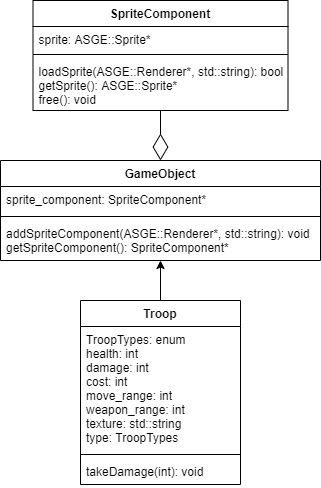 SpriteComponent
sprite: ASGE::Sprite*
loadSprite(ASGE::Renderer*, std::string): bool
getSprite(): ASGE::Sprite*
free(): void
GameObject
sprite_component: SpriteComponent*
addSpriteComponent(ASGE::Renderer*, std::string): void
getSpriteComponent(): SpriteComponent*
Troop
TroopTypes: enum
health: int
damage: int
cost: int
move_range: int
weapon_range: int
texture: std::string
type: TroopTypes
takeDamage(int): void